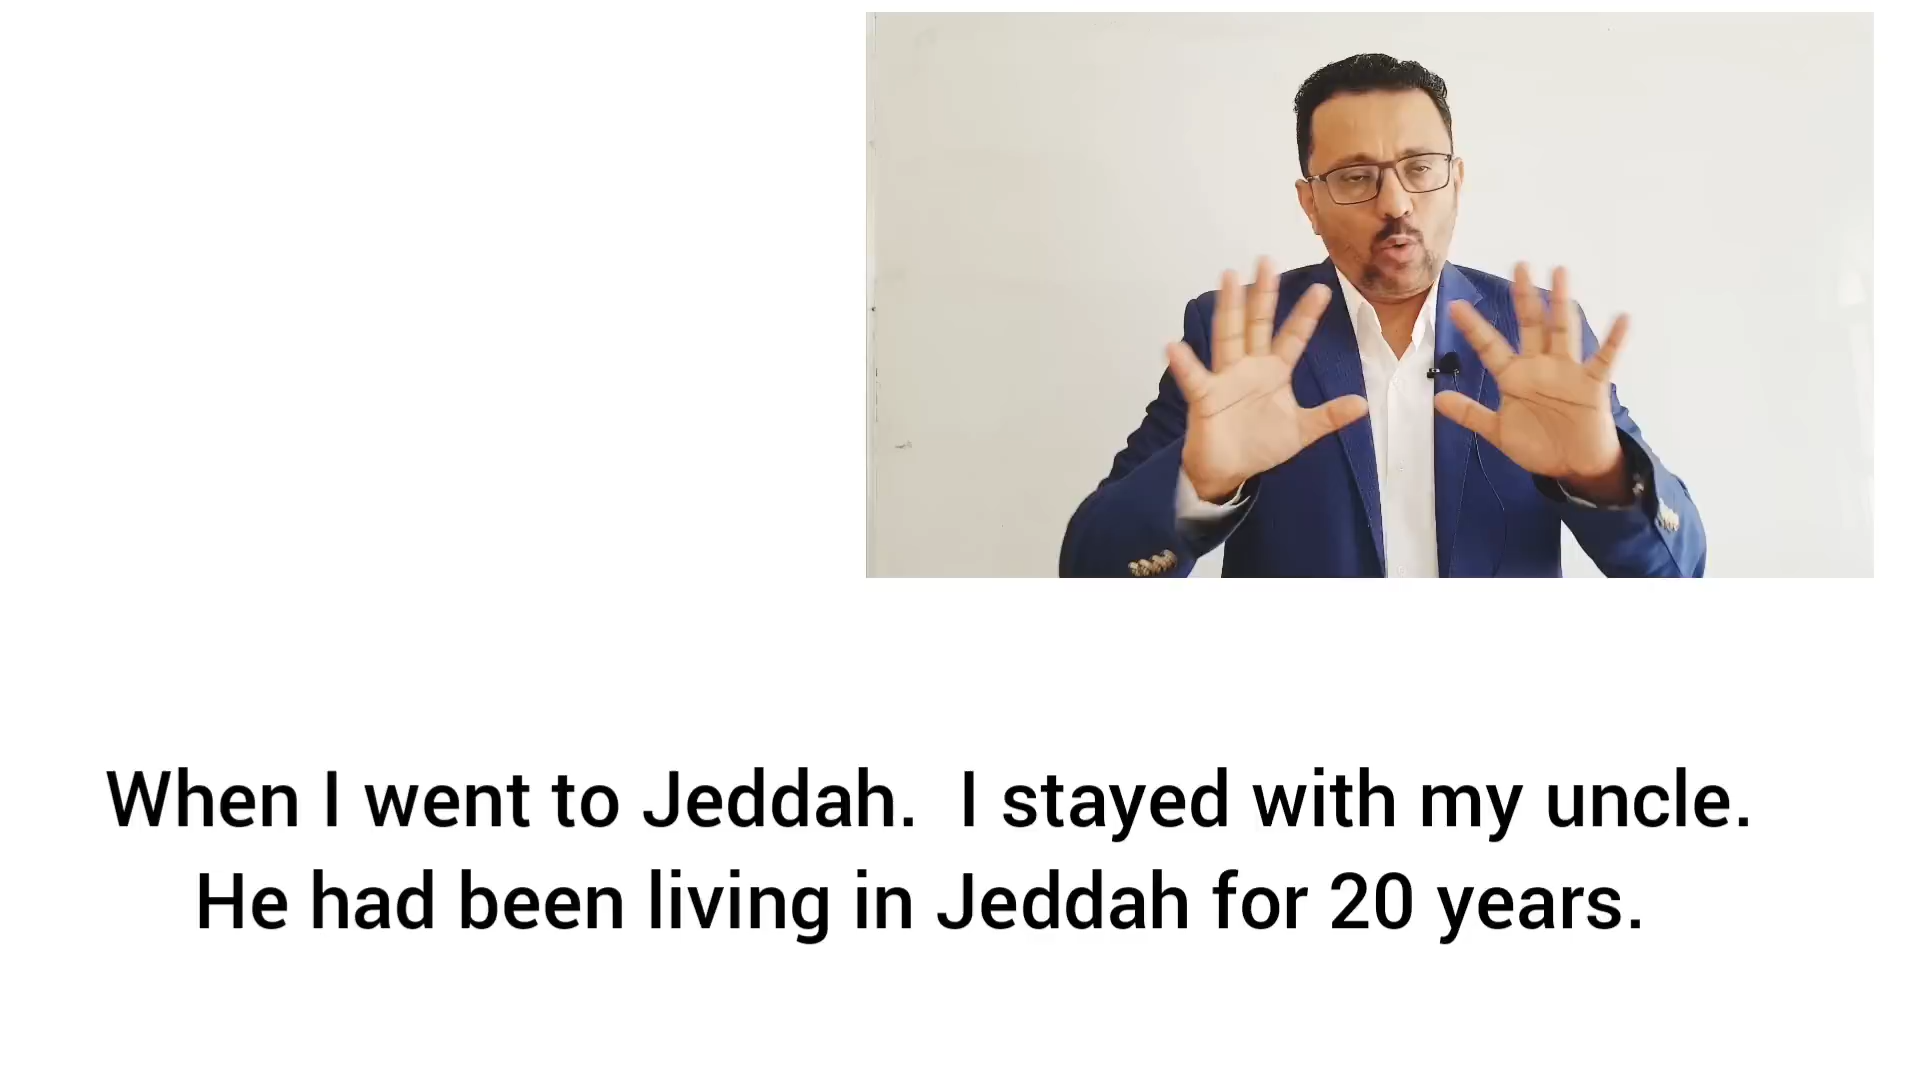 When I went to Jeddah.  I stayed with my uncle.
He had been living in Jeddah for 20 years.